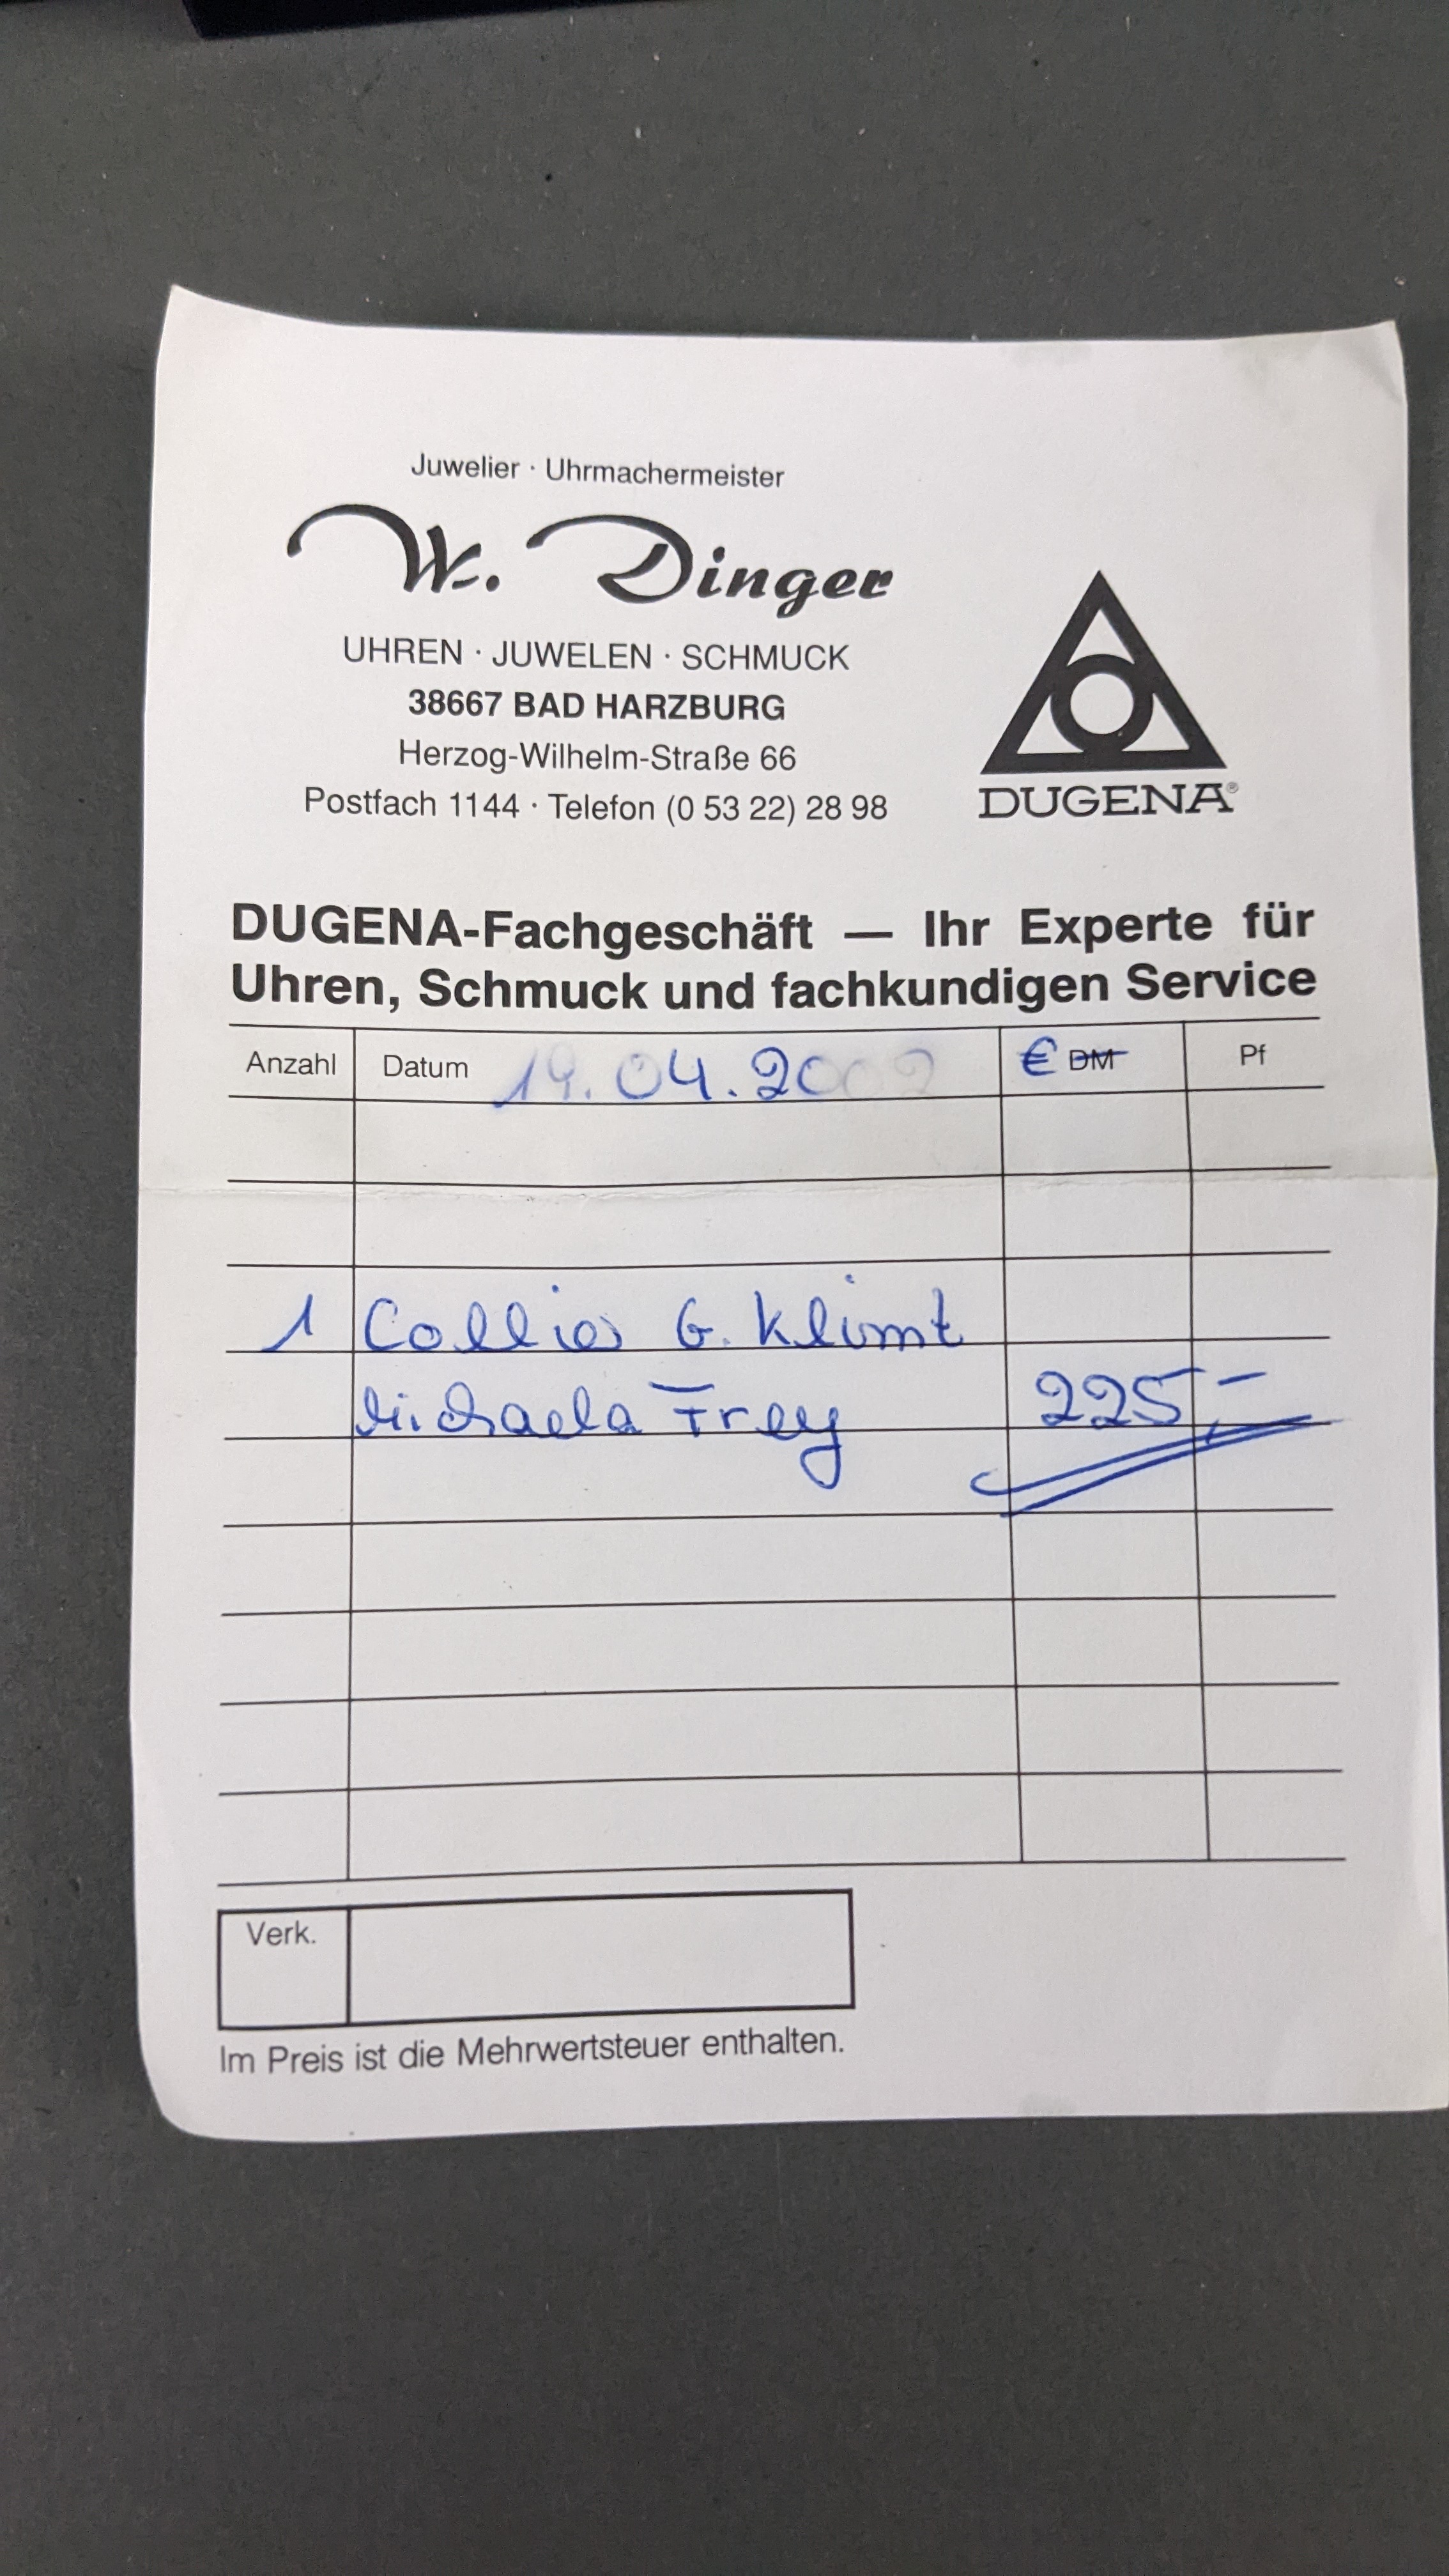 Juwelier · Uhrmachermeister
W. Dinger
UHREN · JUWELEN · SCHMUCK
38667 BAD HARZBURG
Herzog-Wilhelm-Straße 66
Postfach 1144 · Telefon (0 53 22) 28 98
DUGENA®
DUGENA-Fachgeschäft — Ihr Experte für
Uhren, Schmuck und fachkundigen Service
Anzahl Datum 19.04.2002 € DM Pf
1 Collier G. Klimt
Michaela Frey 225,-
Verk.
Im Preis ist die Mehrwertsteuer enthalten.